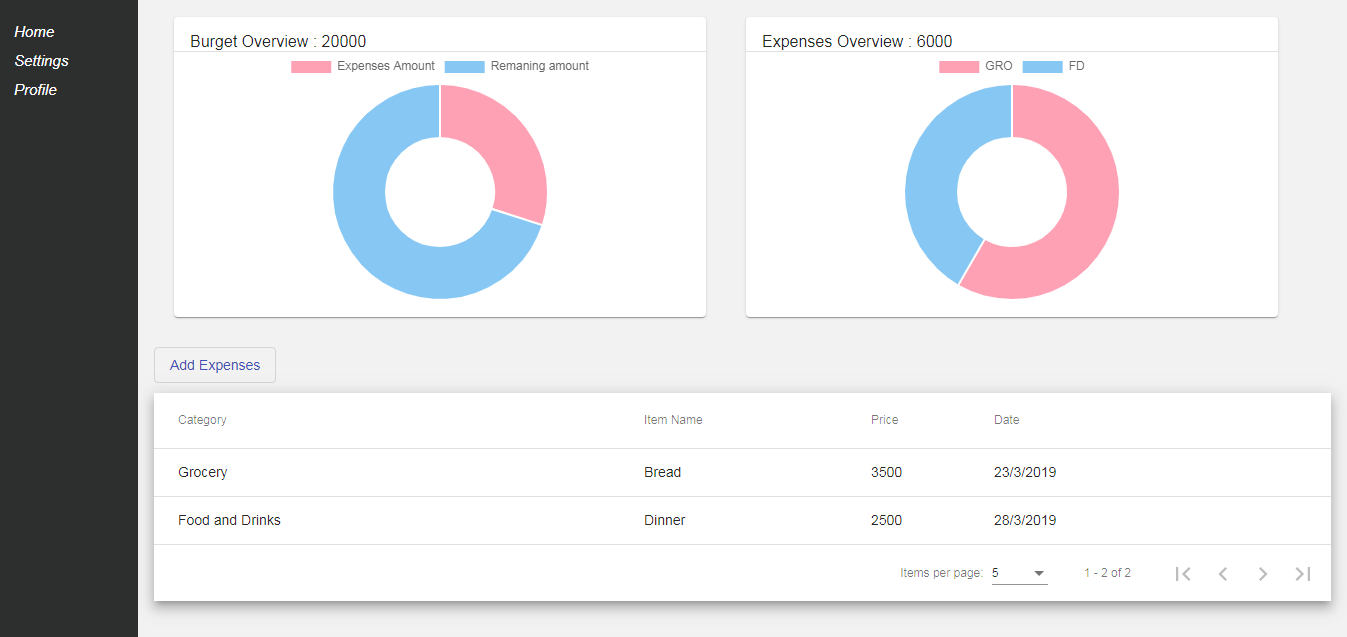 Home
Settings
Profile
Burget Overview : 20000
Expenses Amount Remaning amount
Expenses Overview : 6000
GRO FD
Add Expenses
Category Item Name Price Date
Grocery Bread 3500 23/3/2019
Food and Drinks Dinner 2500 28/3/2019
Items per page: 5 1 - 2 of 2